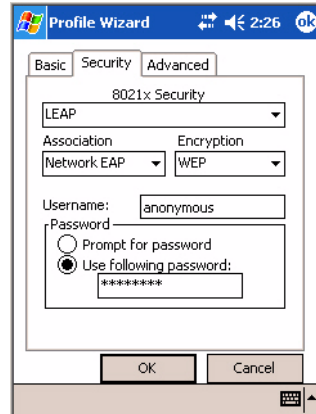 Profile Wizard 2:26 ok
Basic Security Advanced
8021x Security
LEAP
Association Encryption
Network EAP WEP
Username: anonymous
Password
Prompt for password
Use following password:
********
OK Cancel